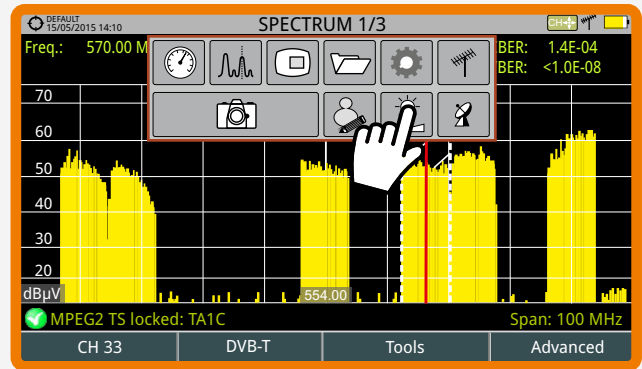 DEFAULT
15/05/2015 14:10
SPECTRUM 1/3
CH
Freq.: 570.00 M
BER: 1.4E-04
BER: <1.0E-08
70
60
50
40
30
20
dBμV
554.00
MPEG2 TS locked: TA1C
Span: 100 MHz
CH 33
DVB-T
Tools
Advanced